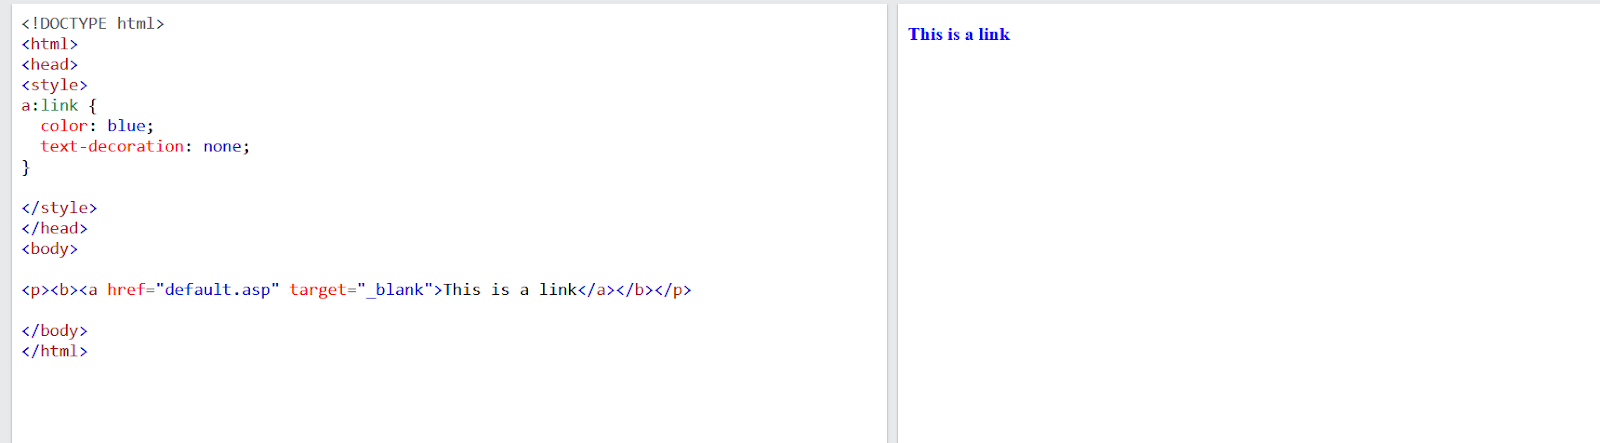 <!DOCTYPE html>
<html>
<head>
<style>
a:link {
  color: blue;
  text-decoration: none;
}
</style>
</head>
<body>
<p><b><a href="default.asp" target="_blank">This is a link</a></b></p>
</body>
</html>
This is a link